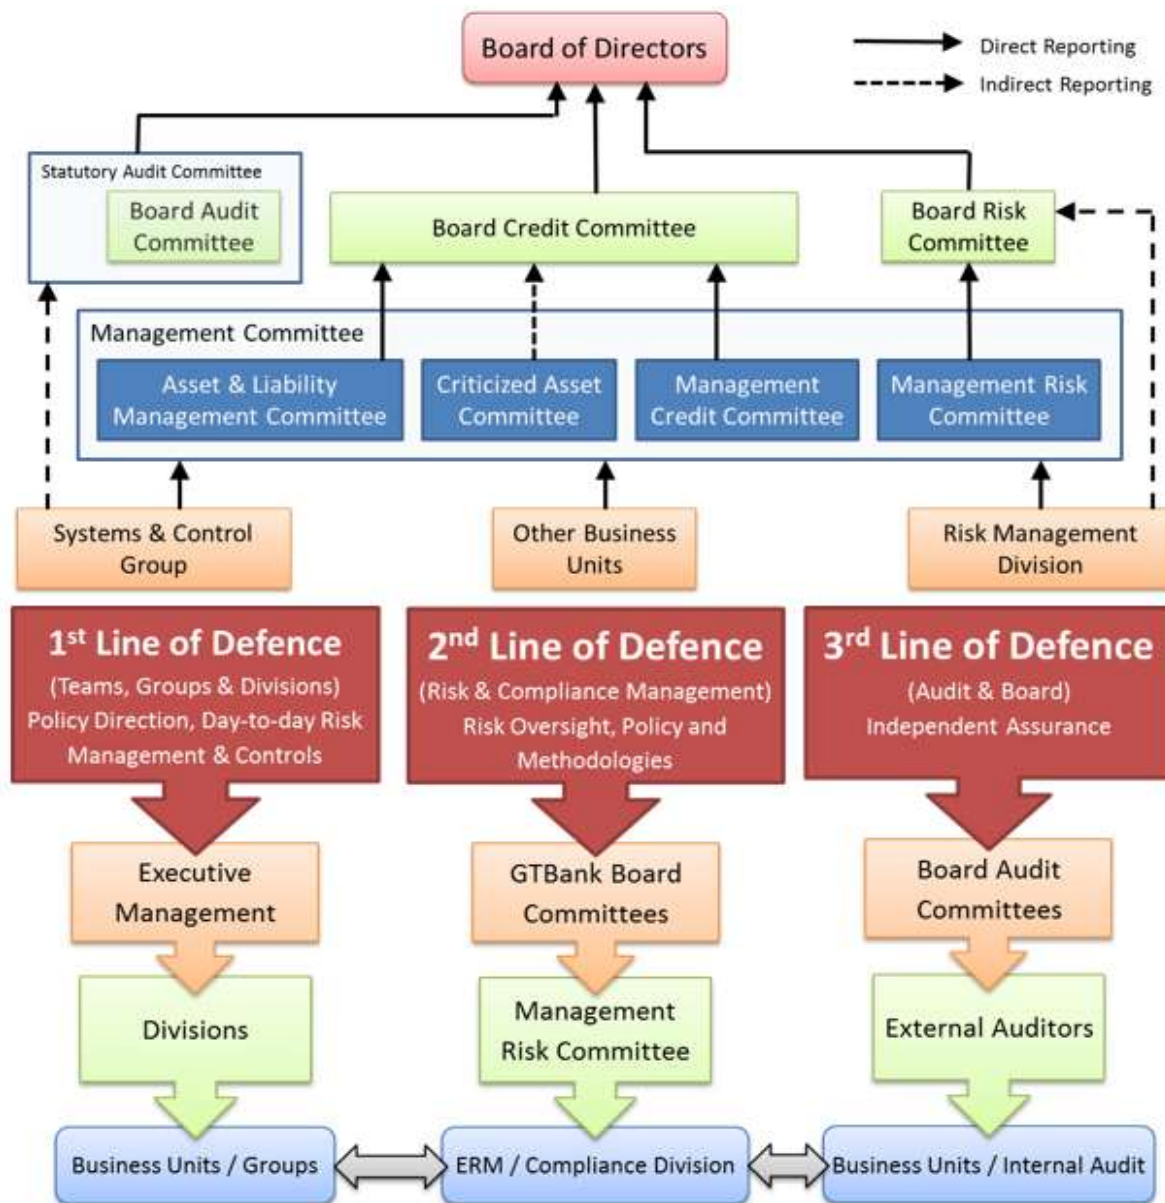 Board of Directors
Direct Reporting
Indirect Reporting
Statutory Audit Committee
Board Audit
Committee
Board Credit Committee
Board Risk
Committee
Management Committee
Asset & Liability
Management Committee
Criticized Asset
Committee
Management
Credit Committee
Management Risk
Committee
Systems & Control
Group
Other Business
Units
Risk Management
Division
1st Line of Defence
(Teams, Groups & Divisions)
Policy Direction, Day-to-day Risk
Management & Controls
2nd Line of Defence
(Risk & Compliance Management)
Risk Oversight, Policy and
Methodologies
3rd Line of Defence
(Audit & Board)
Independent Assurance
Executive
Management
GTBank Board
Committees
Board Audit
Committees
Divisions
Management
Risk Committee
External Auditors
Business Units / Groups
ERM / Compliance Division
Business Units / Internal Audit